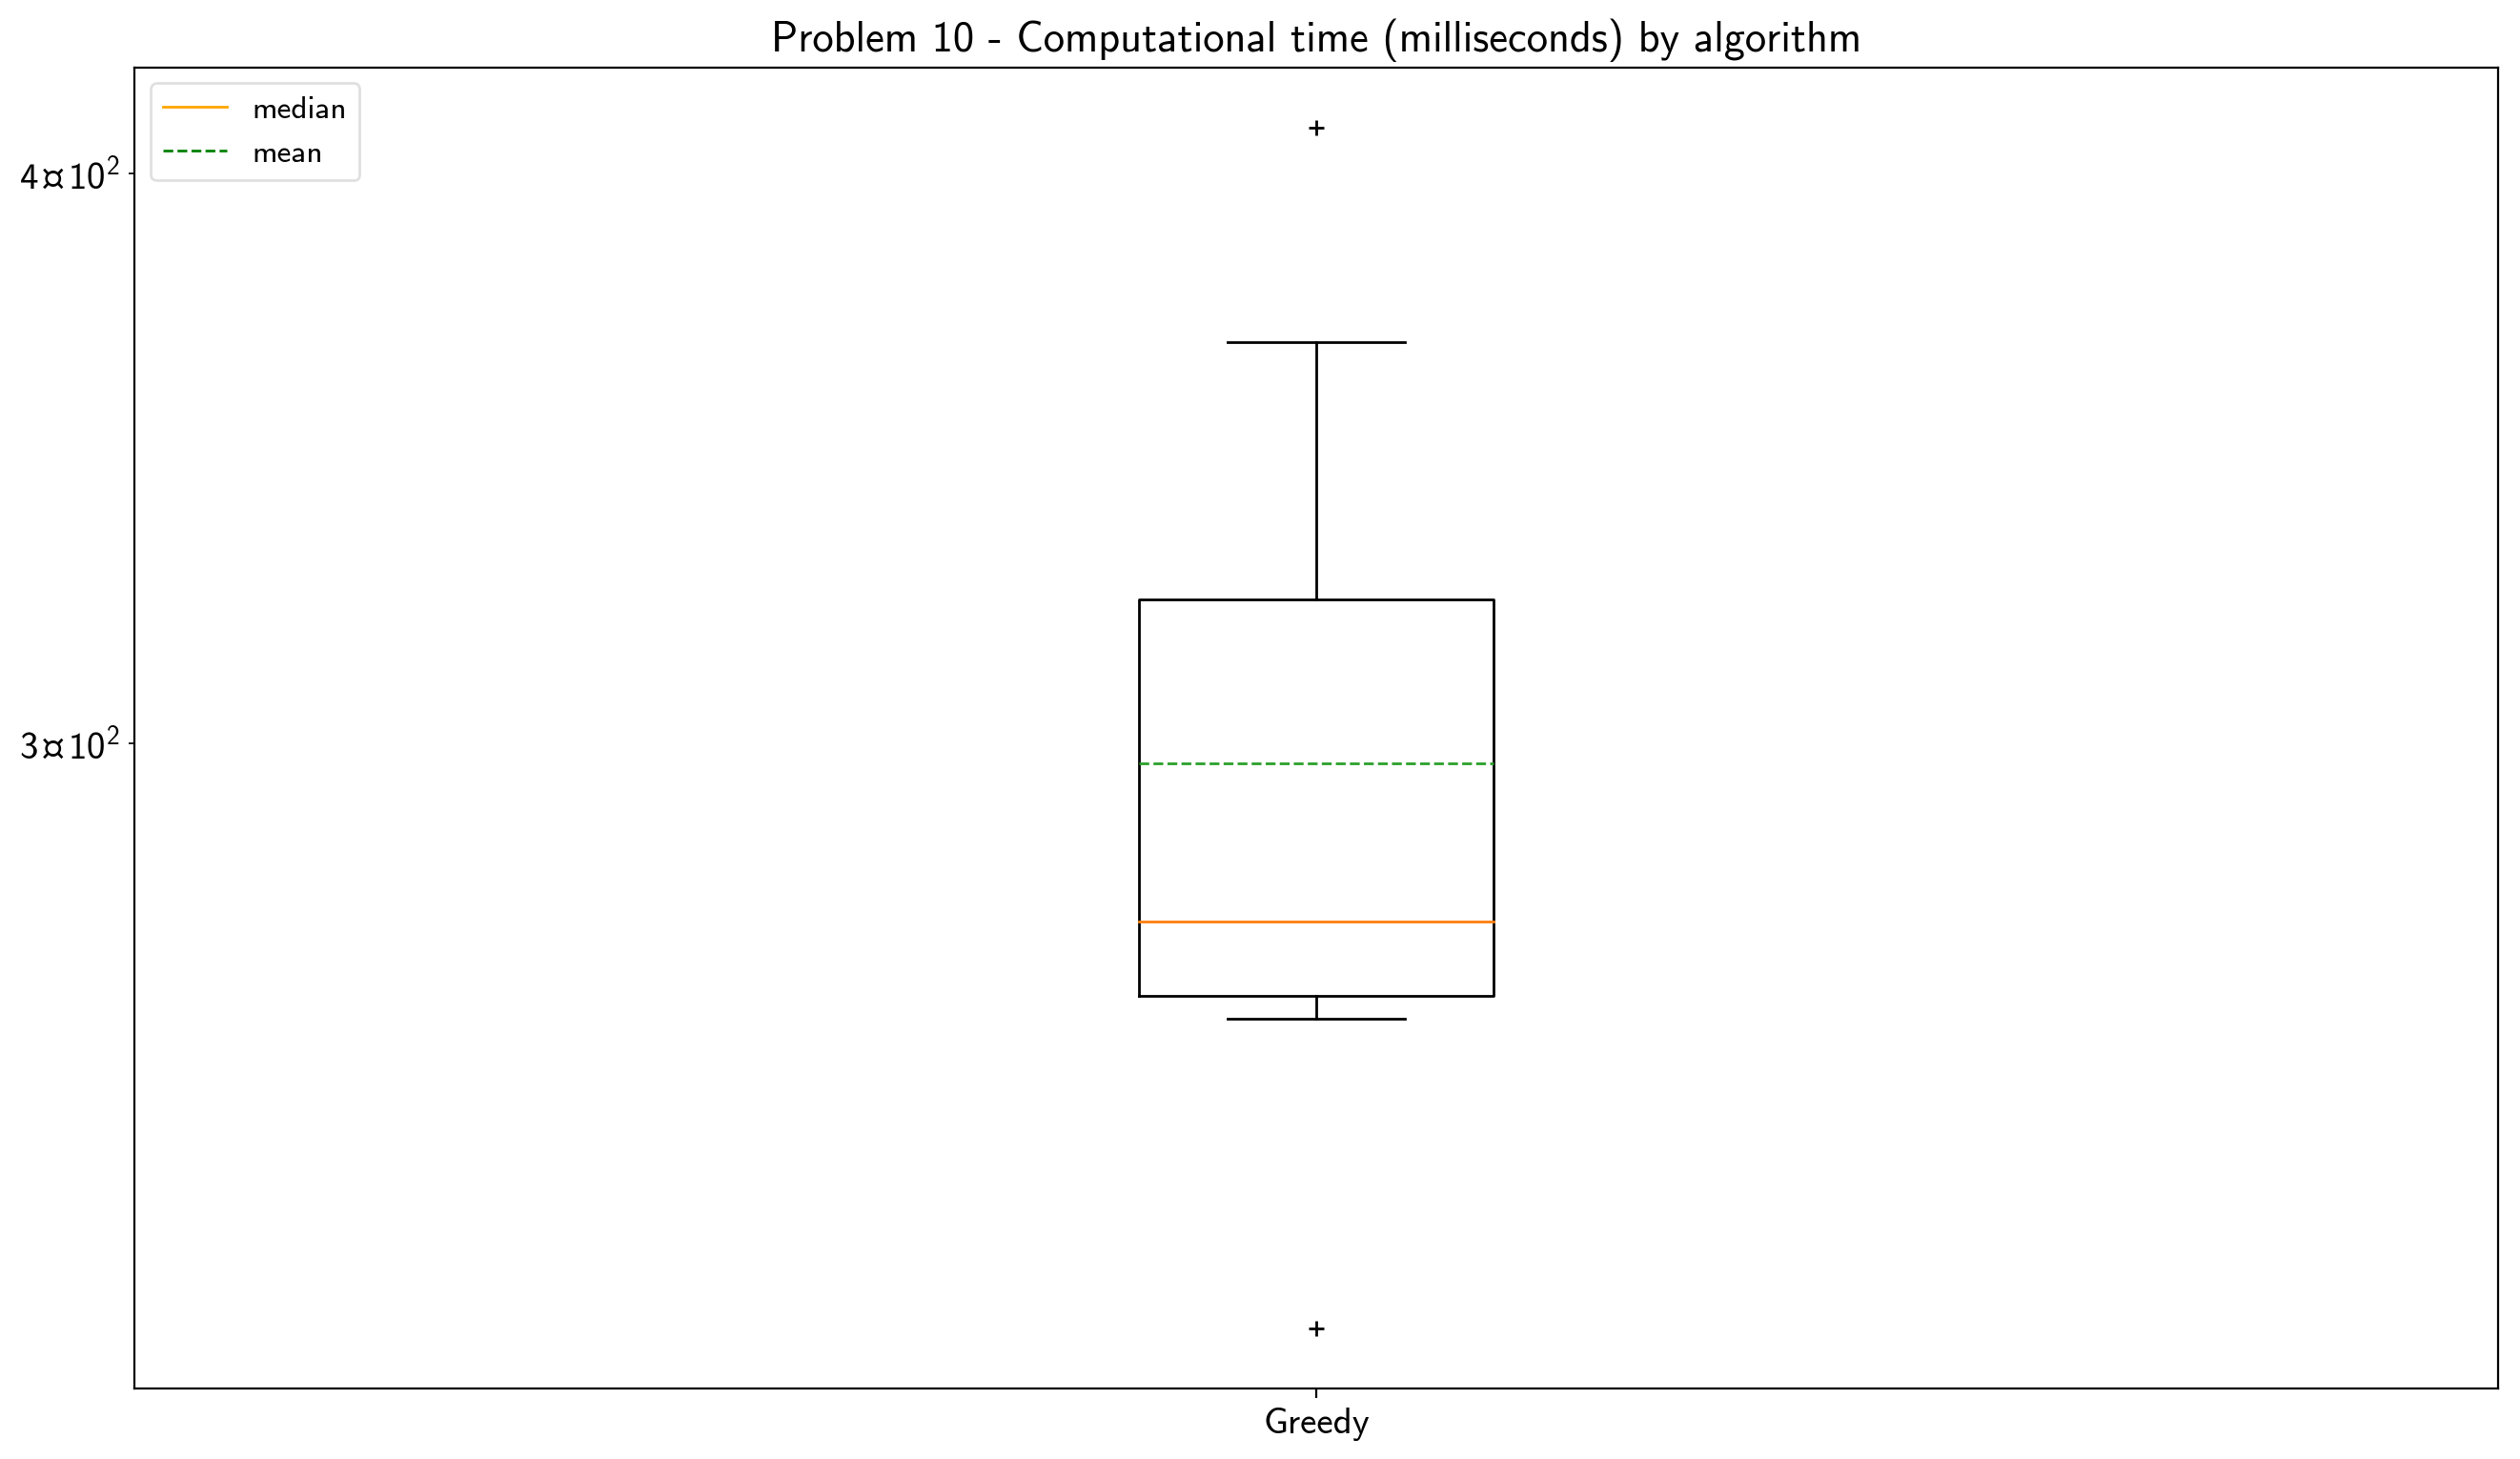 Problem 10 - Computational time (milliseconds) by algorithm
median
mean
4¤10²
3¤10²
Greedy